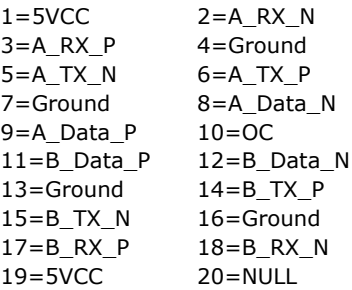 1=5VCC 2=A_RX_N
3=A_RX_P 4=Ground
5=A_TX_N 6=A_TX_P
7=Ground 8=A_Data_N
9=A_Data_P 10=OC
11=B_Data_P 12=B_Data_N
13=Ground 14=B_TX_P
15=B_TX_N 16=Ground
17=B_RX_P 18=B_RX_N
19=5VCC 20=NULL